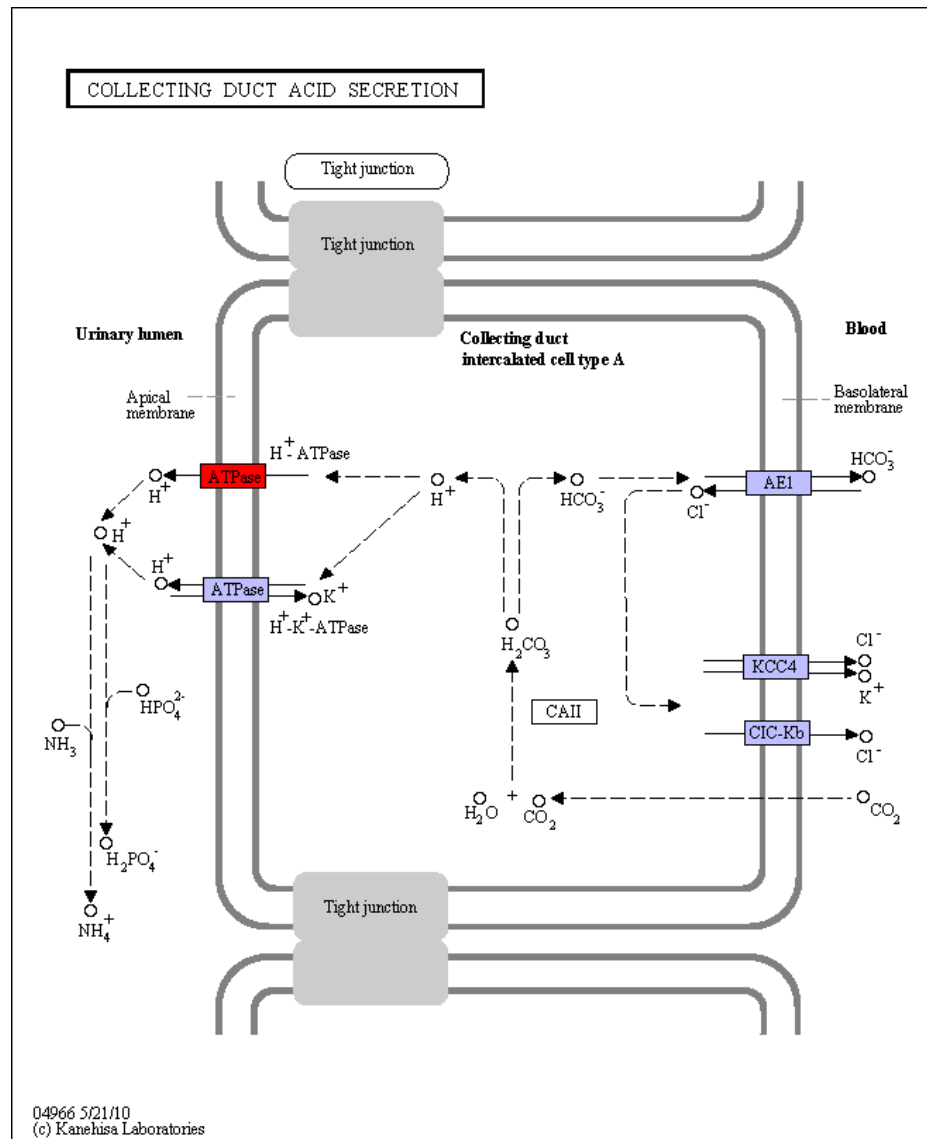 COLLECTING DUCT ACID SECRETION
Tight junction
Tight junction
Urinary lumen
Collecting duct
intercalated cell type A
Blood
Apical
membrane
Basolateral
membrane
H⁺-ATPase
ATPase
H⁺
H⁺
HCO₃⁻
Cl⁻
AE1
HCO₃⁻
H⁺
H⁺
ATPase
K⁺
H⁺-K⁺-ATPase
H₂CO₃
Cl⁻
KCC4
K⁺
HPO₄²⁻
CAII
NH₃
ClC-Kb
Cl⁻
H₂O
+
CO₂
CO₂
H₂PO₄⁻
NH₄⁺
Tight junction
04966 5/21/10
(c) Kanehisa Laboratories